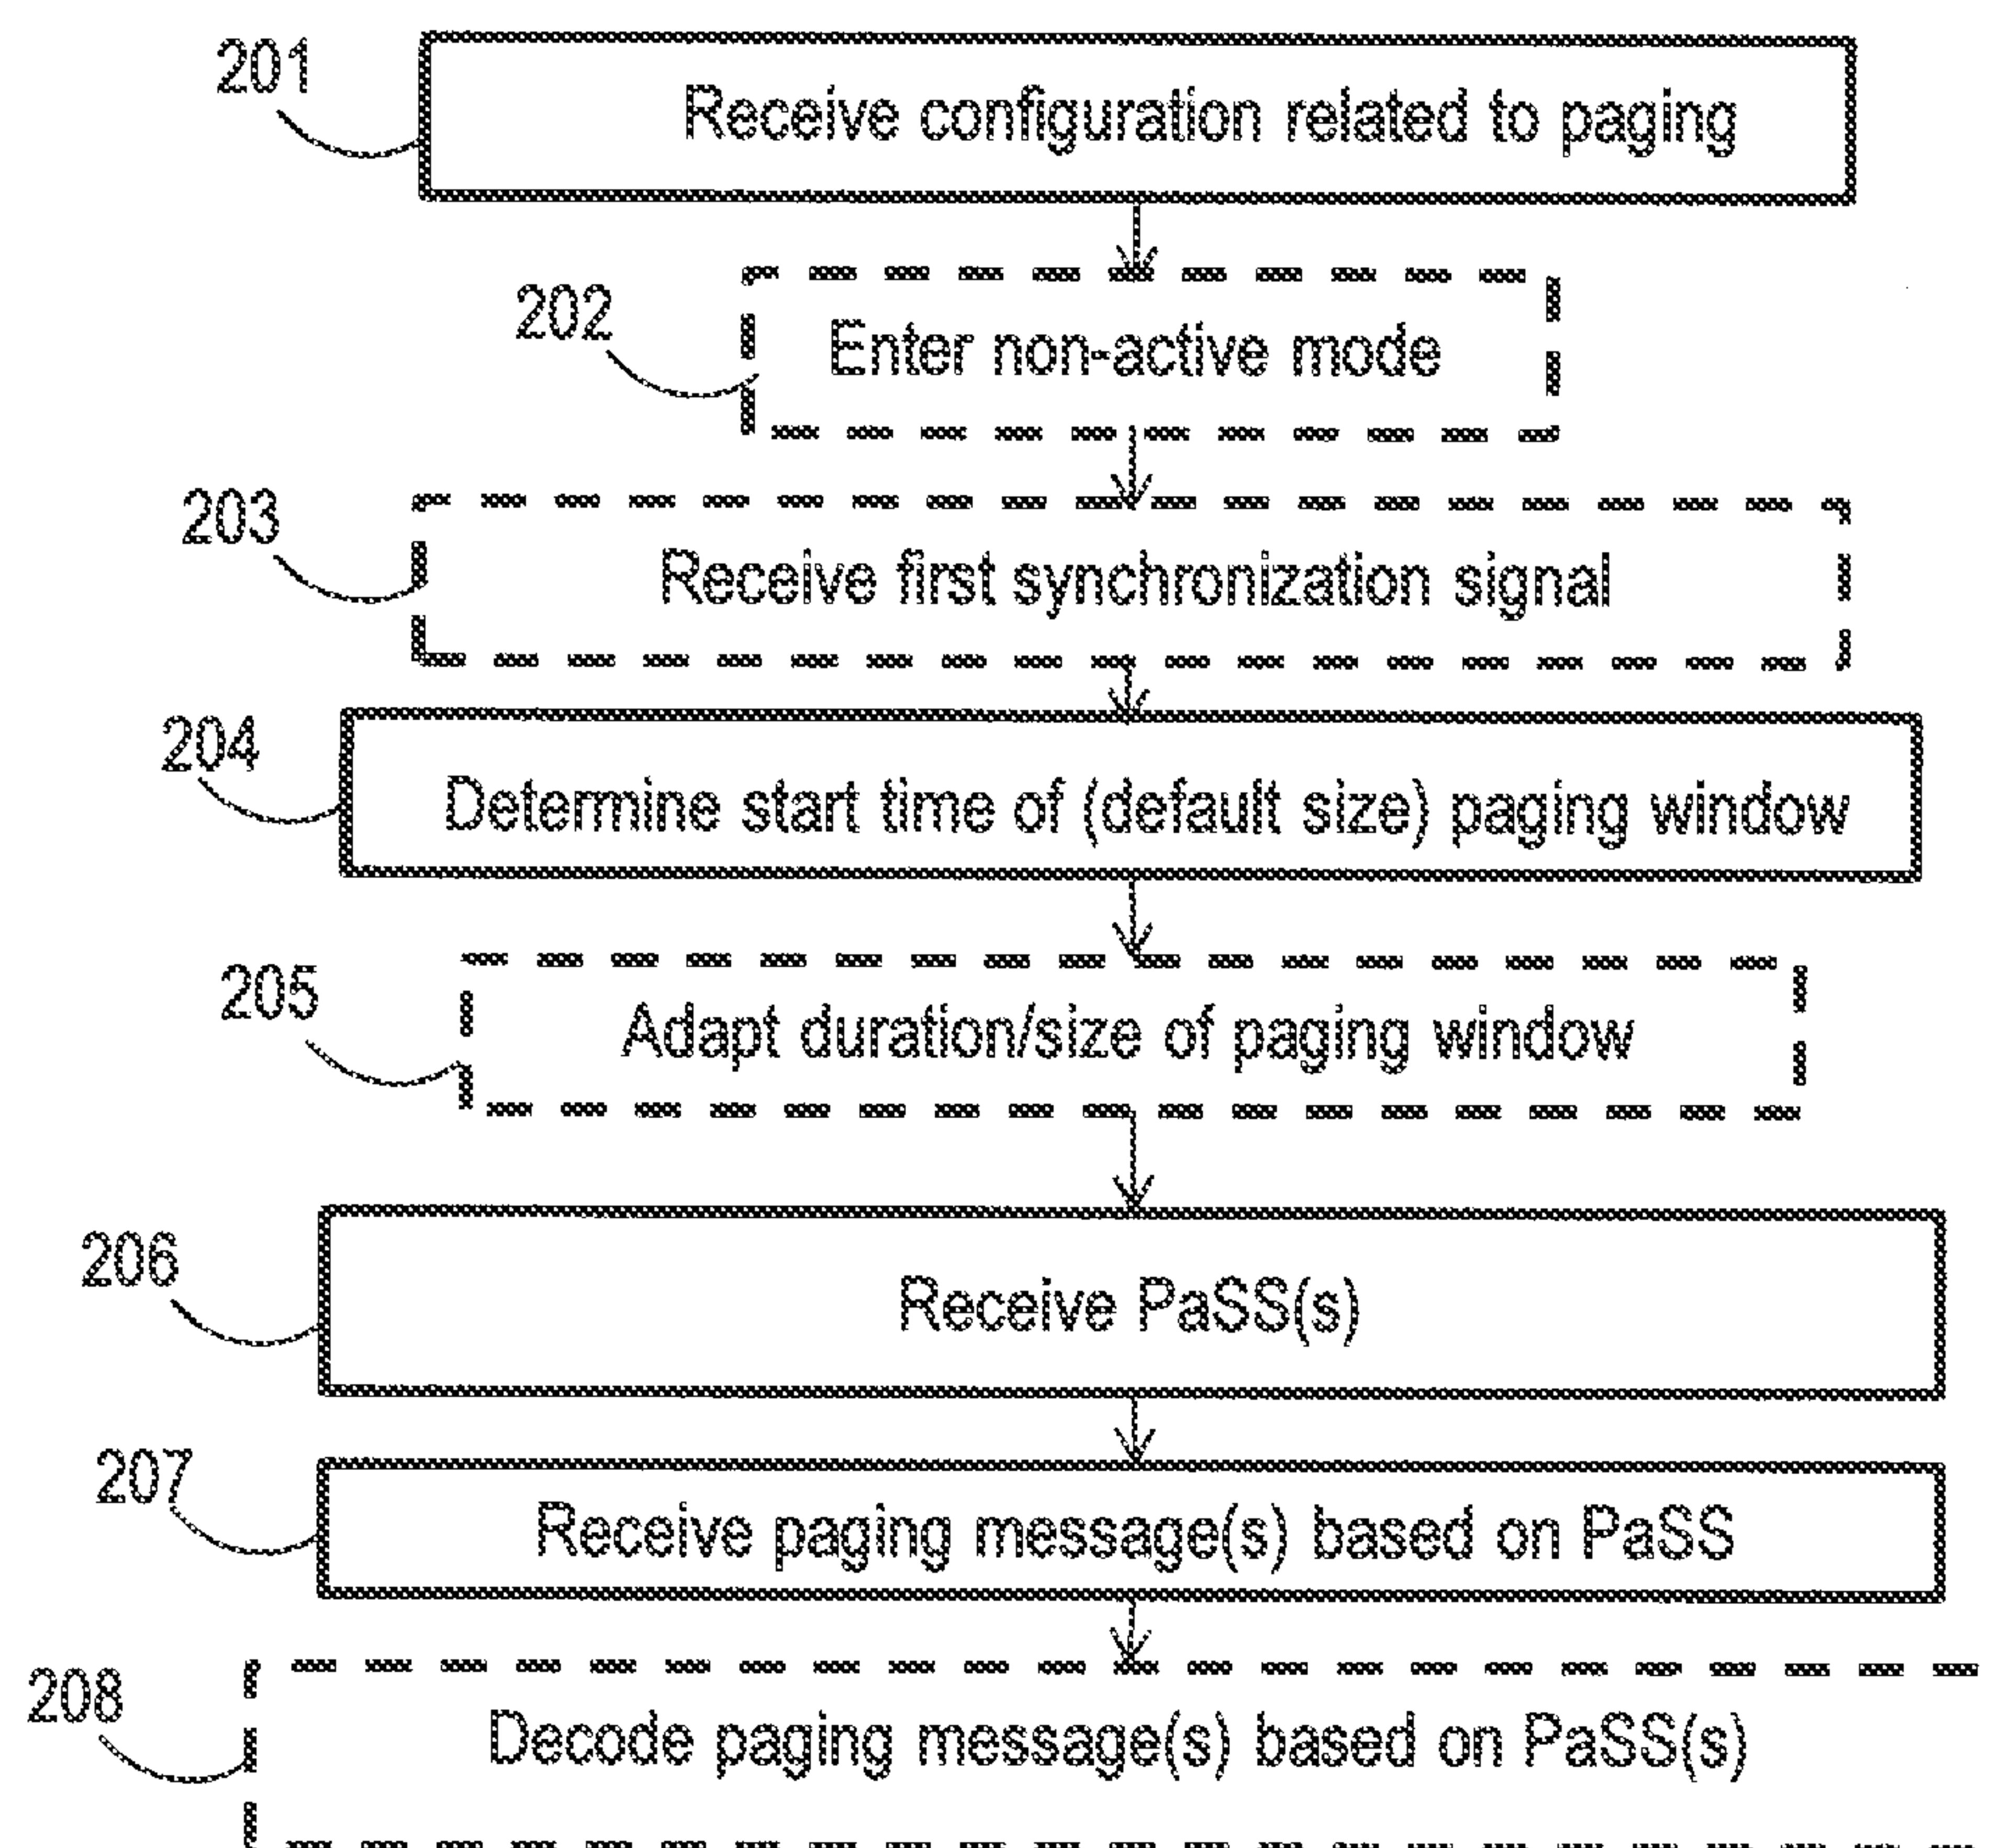 201
Receive configuration related to paging
202
Enter non-active mode
203
Receive first synchronization signal
204
Determine start time of (default size) paging window
205
Adapt duration/size of paging window
206
Receive PaSS(s)
207
Receive paging message(s) based on PaSS
208
Decode paging message(s) based on PaSS(s)